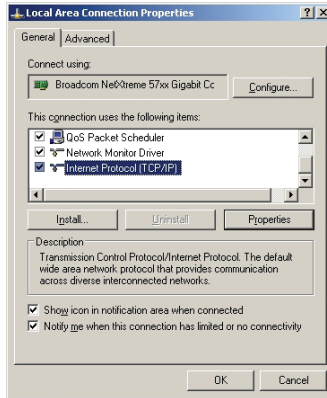 Local Area Connection Properties
General
Advanced
Connect using:
Broadcom NetXtreme 57xx Gigabit Cc
Configure...
This connection uses the following items:
QoS Packet Scheduler
Network Monitor Driver
Internet Protocol (TCP/IP)
Install...
Uninstall
Properties
Description
Transmission Control Protocol/Internet Protocol. The default
wide area network protocol that provides communication
across diverse interconnected networks.
Show icon in notification area when connected
Notify me when this connection has limited or no connectivity
OK
Cancel